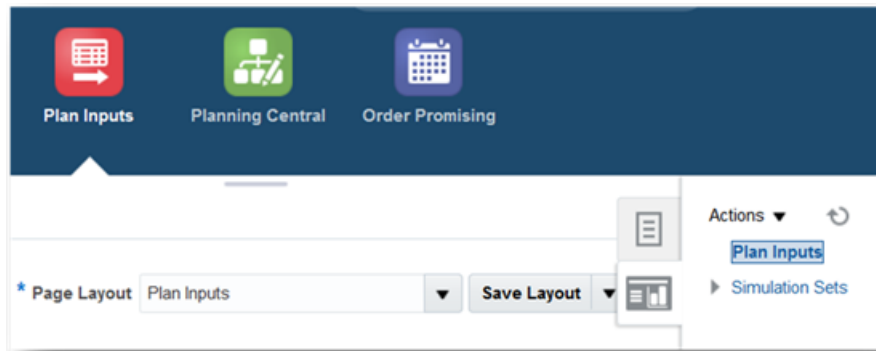 Plan Inputs
Planning Central
Order Promising
Actions
Plan Inputs
Simulation Sets
* Page Layout
Plan Inputs
Save Layout